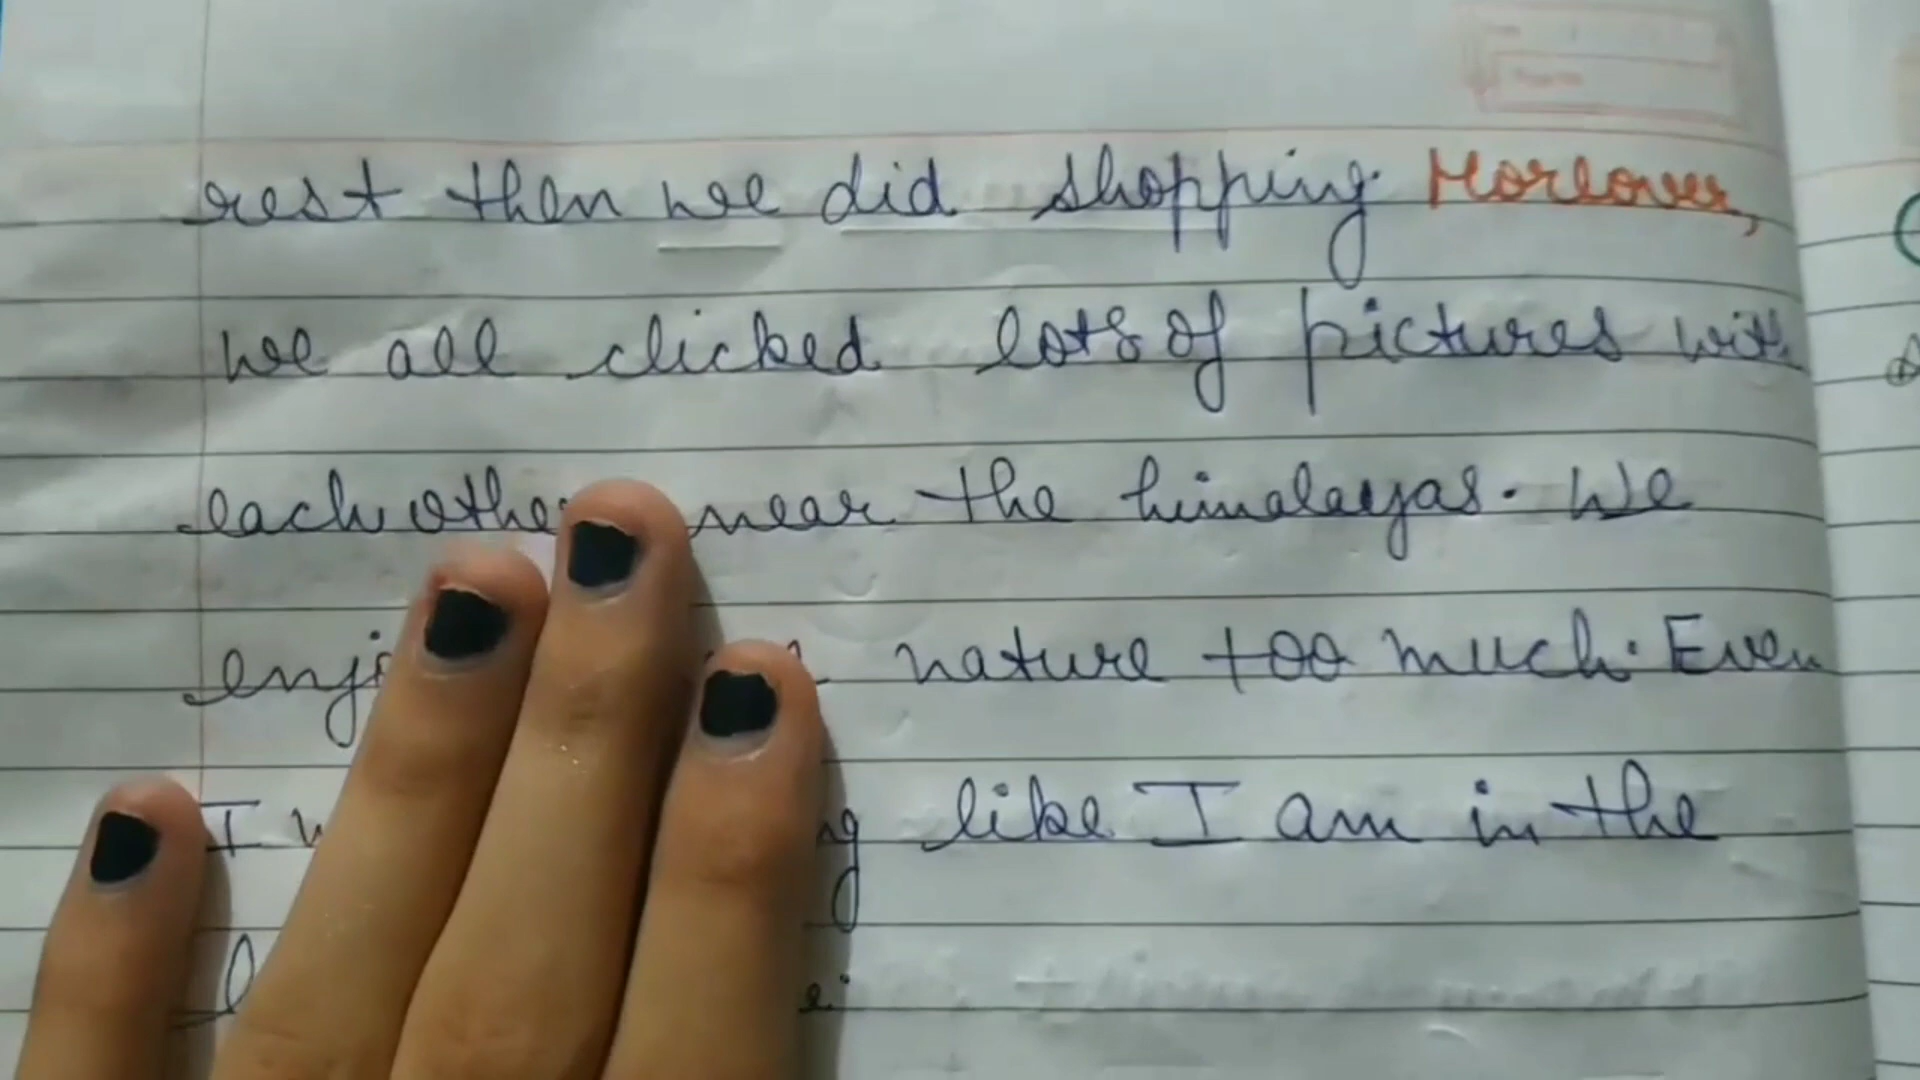 rest then we did shopping. Moreover,
we all clicked lots of pictures with
each other near the himalayas. We
nature too much. Even
I like I am in the